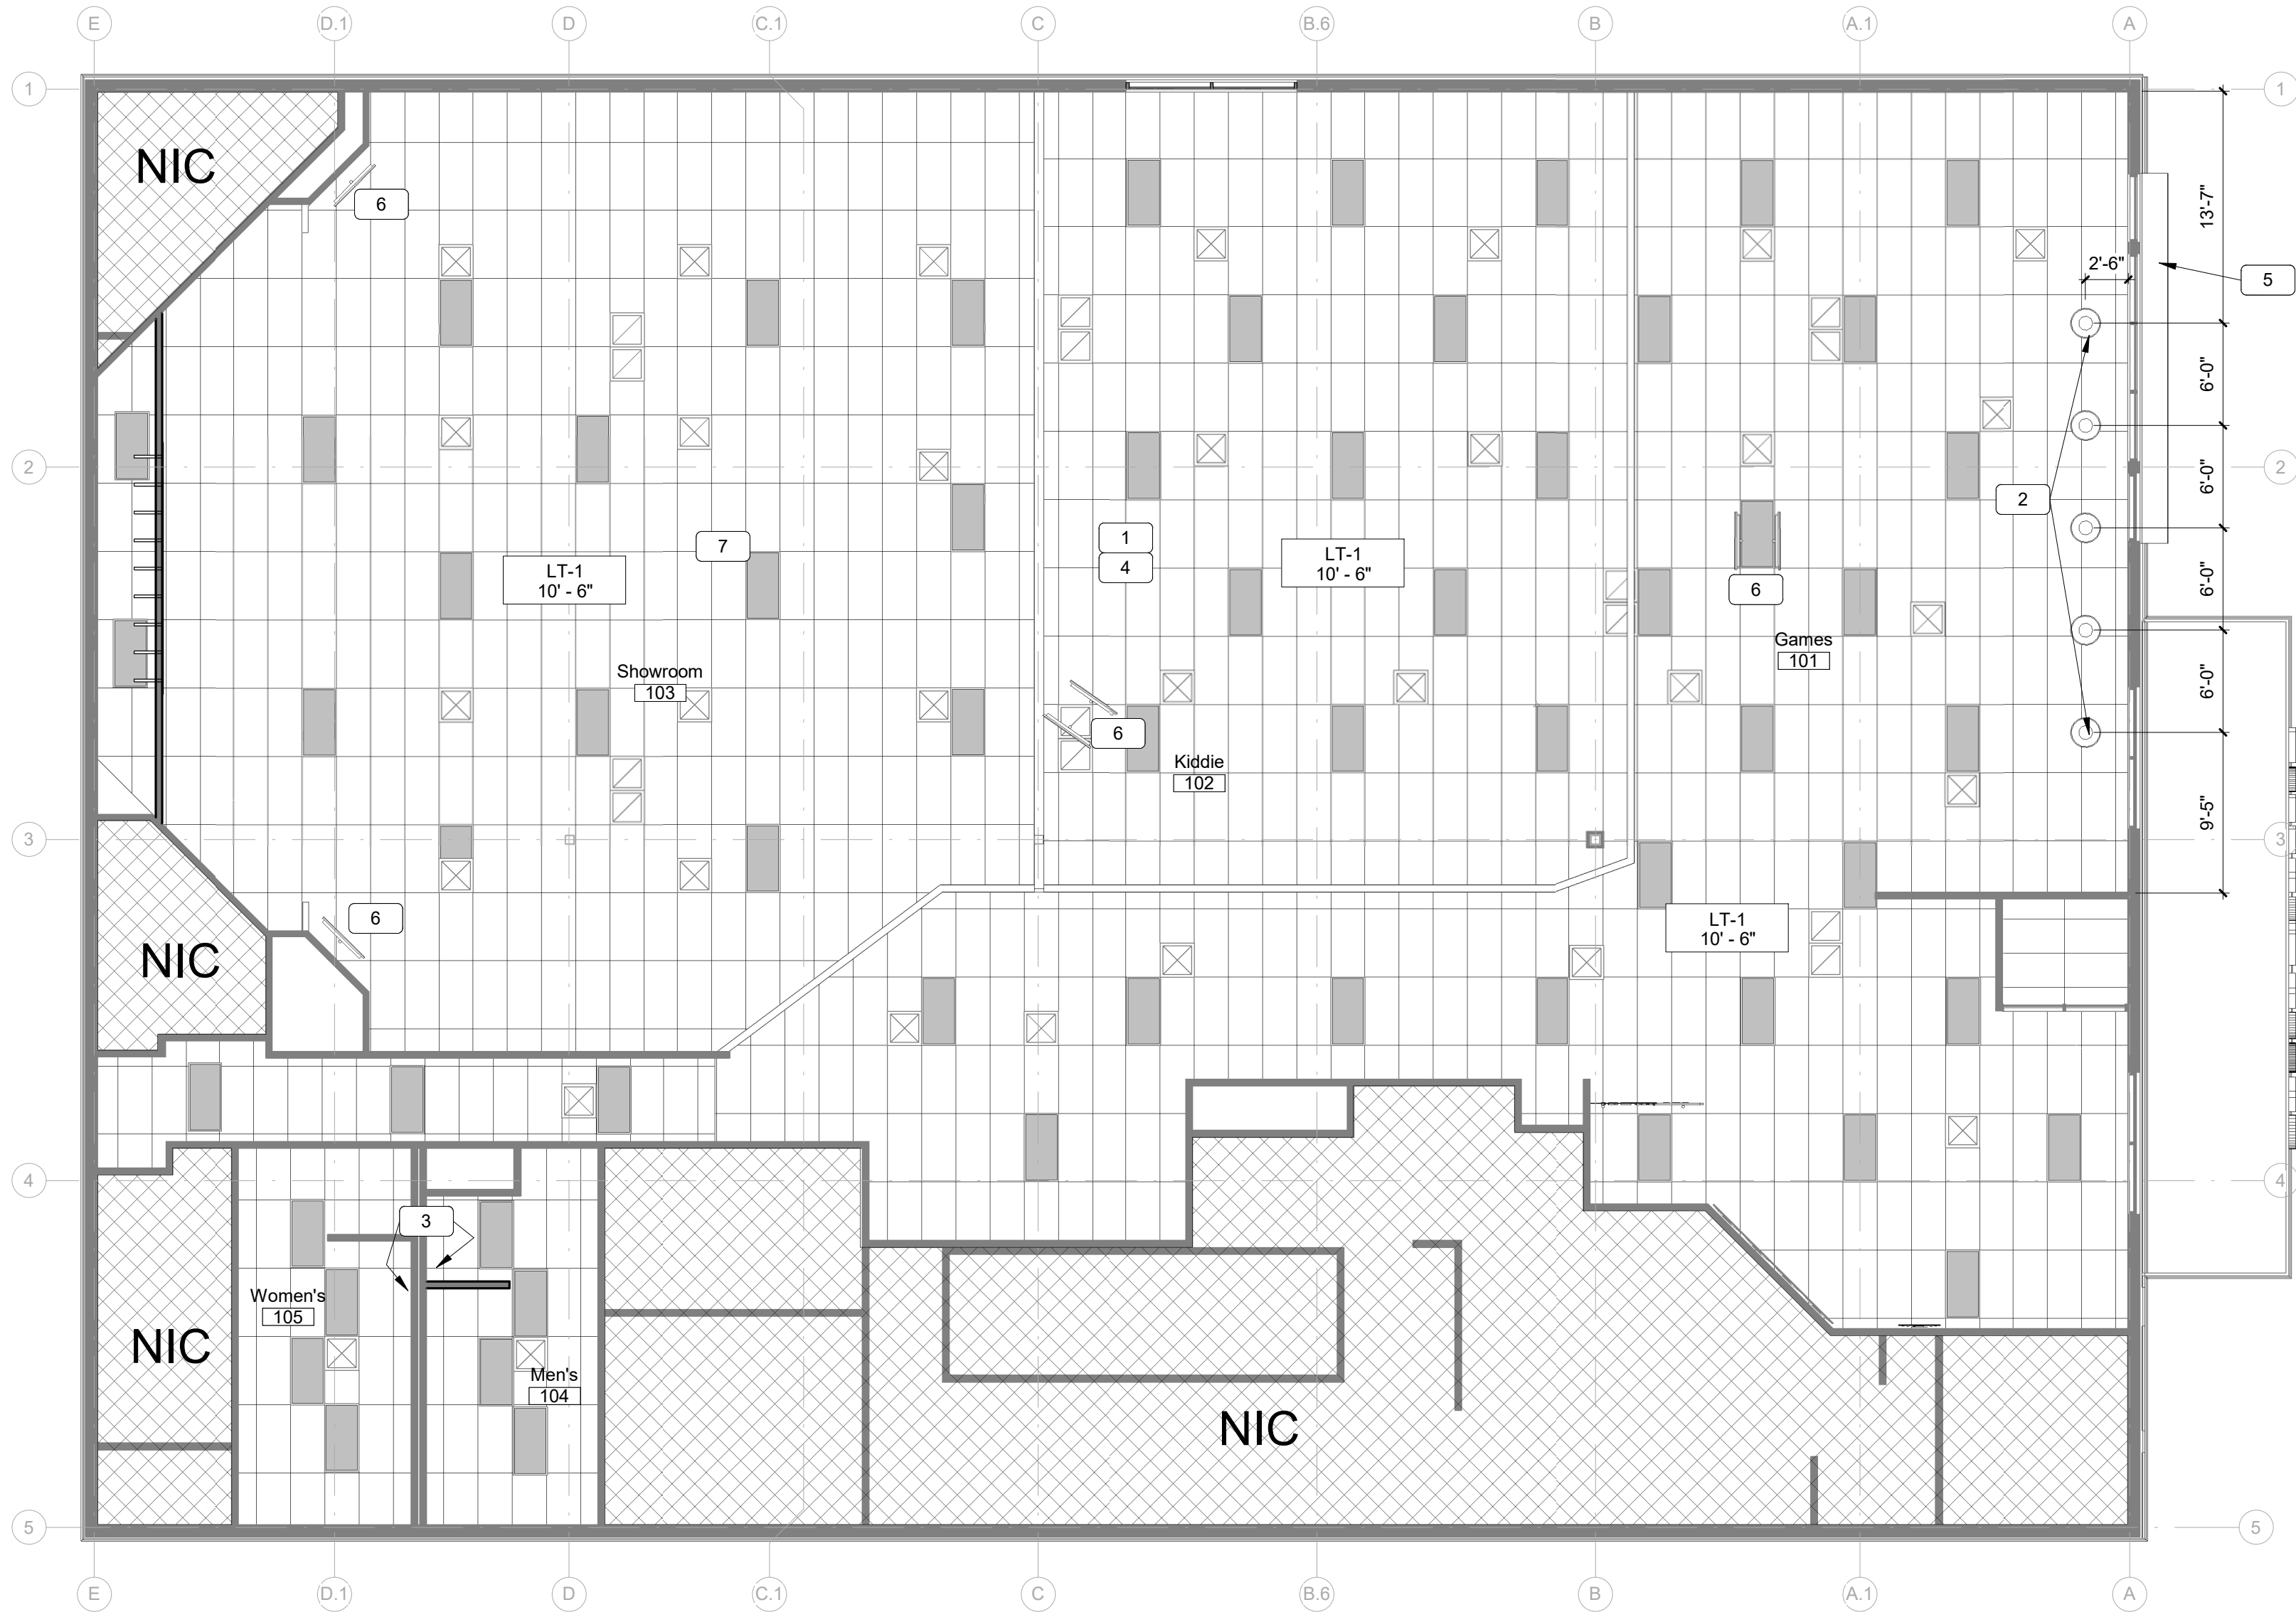 E D.1 D C.1 C B.6 B A.1 A
1 1
NIC
6
13'-7"
2'-6"
5
6'-0"
2 2
6'-0"
2
7
1
4
LT-1
10' - 6"
LT-1
10' - 6"
6
6'-0"
Games
101
Showroom
103
6'-0"
6
Kiddie
102
9'-5"
3 3
6
LT-1
10' - 6"
NIC
4 4
3
Women's
105
NIC
Men's
104
NIC
5 5
E D.1 D C.1 C B.6 B A.1 A